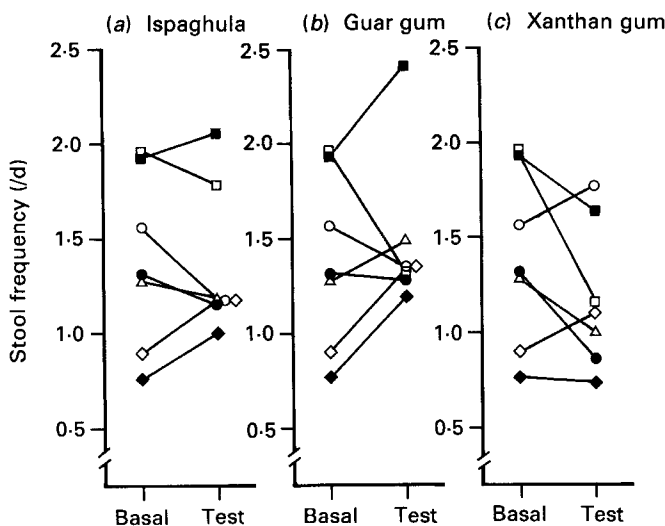 (a) Ispaghula (b) Guar gum (c) Xanthan gum
Stool frequency (/d)
2·5 2·5 2·5
2·0 2·0 2·0
1·5 1·5 1·5
1·0 1·0 1·0
0·5 0·5 0·5
Basal Test Basal Test Basal Test